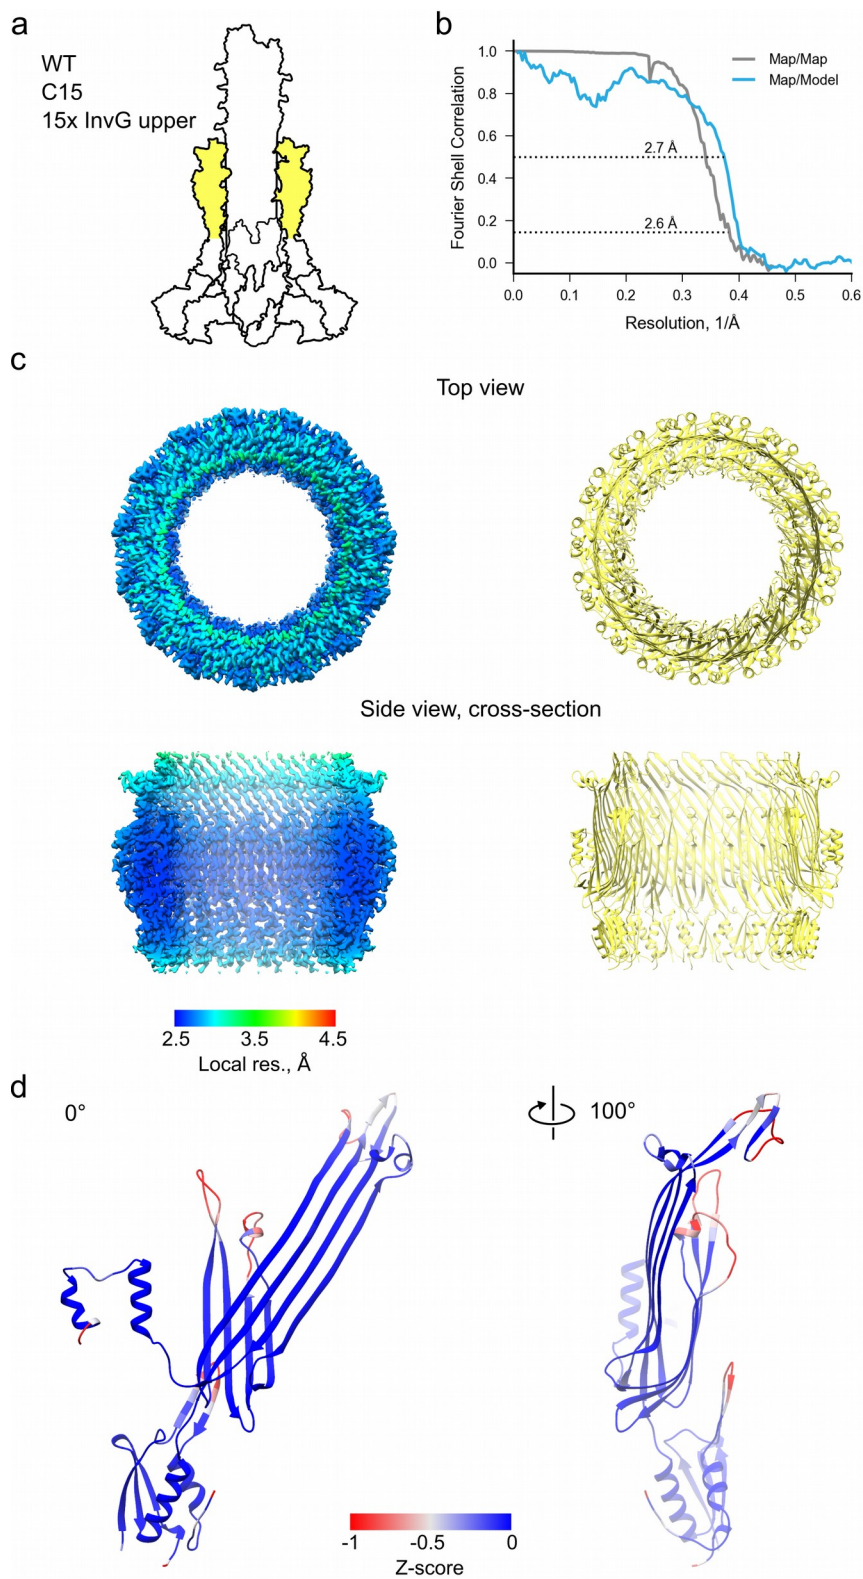 a
WT
C15
15x InvG upper
b
Fourier Shell Correlation
1.0
0.8
0.6
0.4
0.2
0.0
Map/Map
Map/Model
2.7 Å
2.6 Å
0.0 0.1 0.2 0.3 0.4 0.5 0.6
Resolution, 1/Å
c
Top view
Side view, cross-section
2.5 3.5 4.5
Local res., Å
d
0°
100°
-1 -0.5 0
Z-score